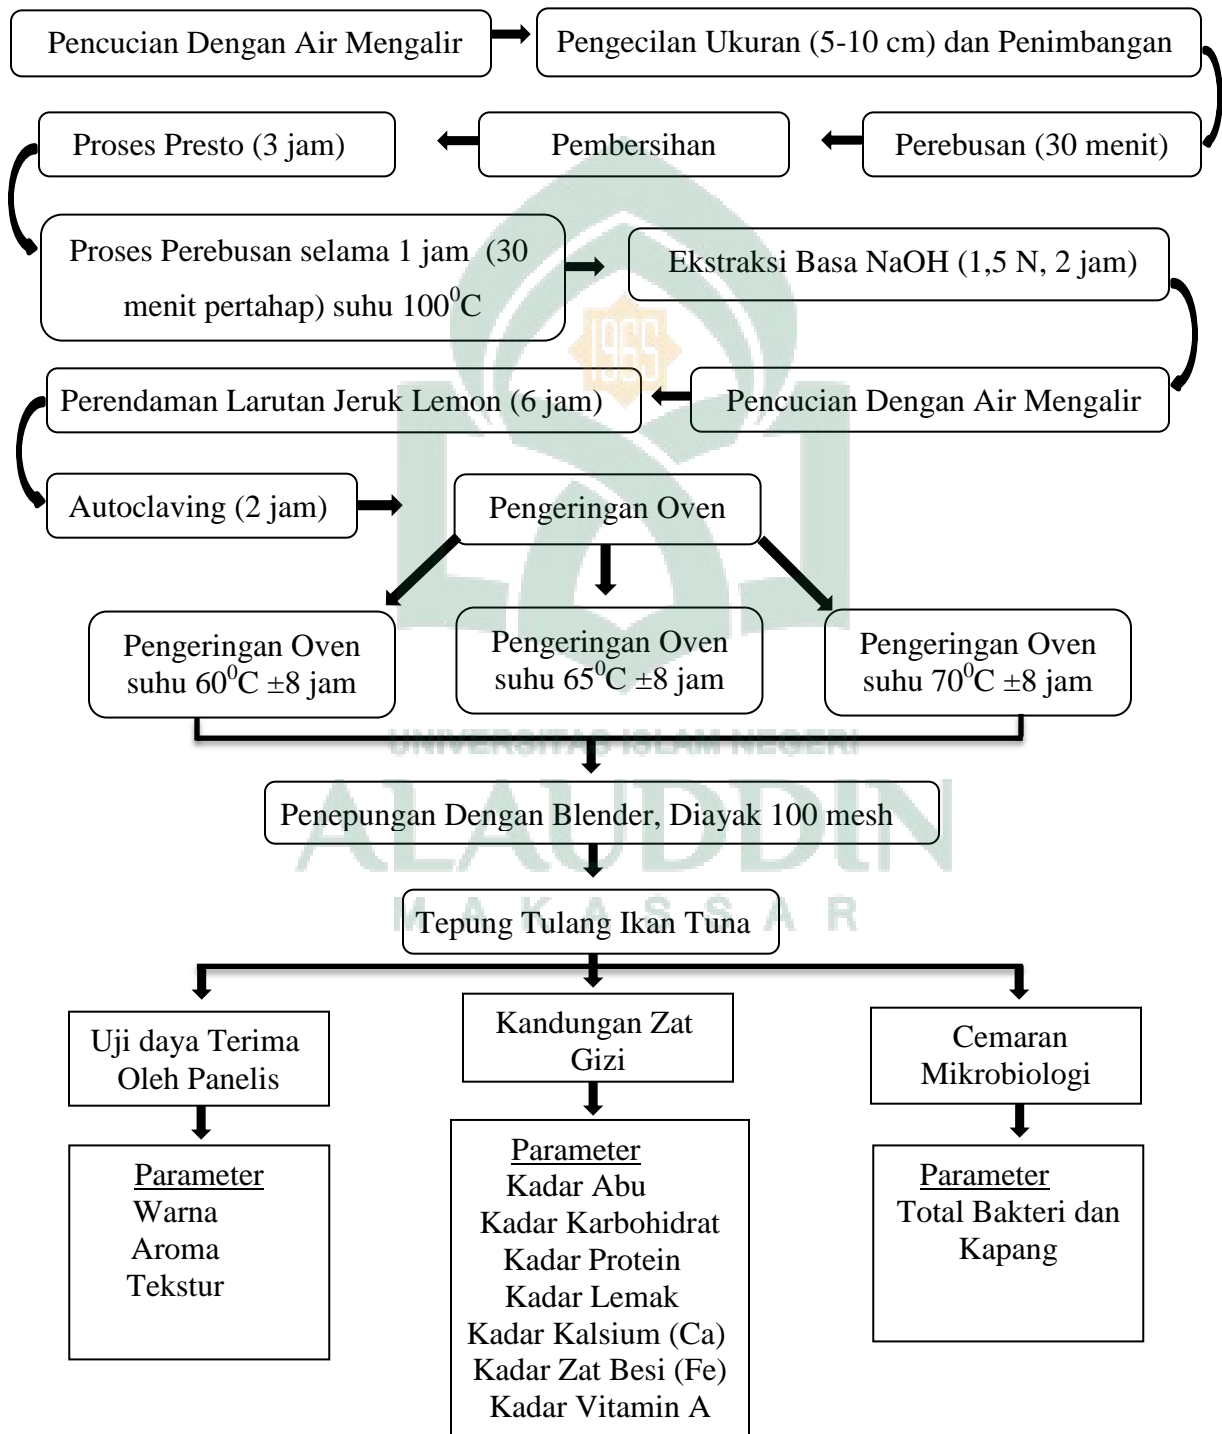 Pencucian Dengan Air Mengalir
Pengecilan Ukuran (5-10 cm) dan Penimbangan
Perebusan (30 menit)
Pembersihan
Proses Presto (3 jam)
Proses Perebusan selama 1 jam (30
menit pertahap) suhu 100⁰C
Ekstraksi Basa NaOH (1,5 N, 2 jam)
Pencucian Dengan Air Mengalir
Perendaman Larutan Jeruk Lemon (6 jam)
Autoclaving (2 jam)
Pengeringan Oven
Pengeringan Oven
suhu 60⁰C ±8 jam
Pengeringan Oven
suhu 65⁰C ±8 jam
Pengeringan Oven
suhu 70⁰C ±8 jam
Penepungan Dengan Blender, Diayak 100 mesh
Tepung Tulang Ikan Tuna
Uji daya Terima
Oleh Panelis
Parameter
Warna
Aroma
Tekstur
Kandungan Zat
Gizi
Parameter
Kadar Abu
Kadar Karbohidrat
Kadar Protein
Kadar Lemak
Kadar Kalsium (Ca)
Kadar Zat Besi (Fe)
Kadar Vitamin A
Cemaran
Mikrobiologi
Parameter
Total Bakteri dan
Kapang
1965
UNIVERSITAS ISLAM NEGERI
ALAUDDIN
MAKASSAR